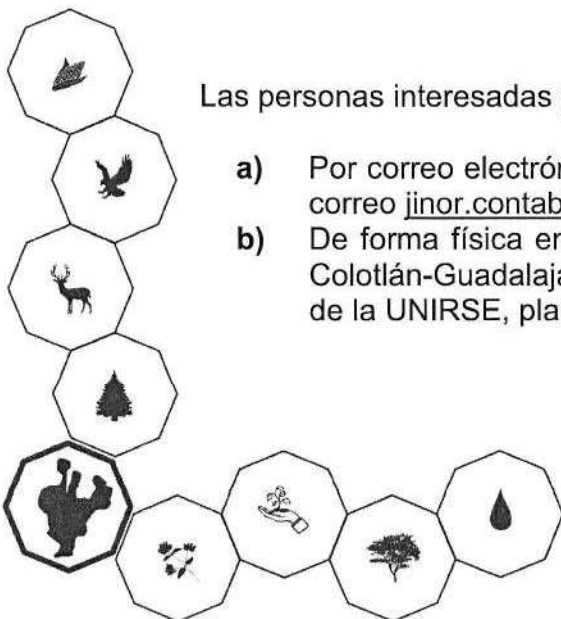 Las personas interesadas
a) Por correo electrón
correo jinor.contab
b) De forma física en
Colotlán-Guadalaja
de la UNIRSE, pla